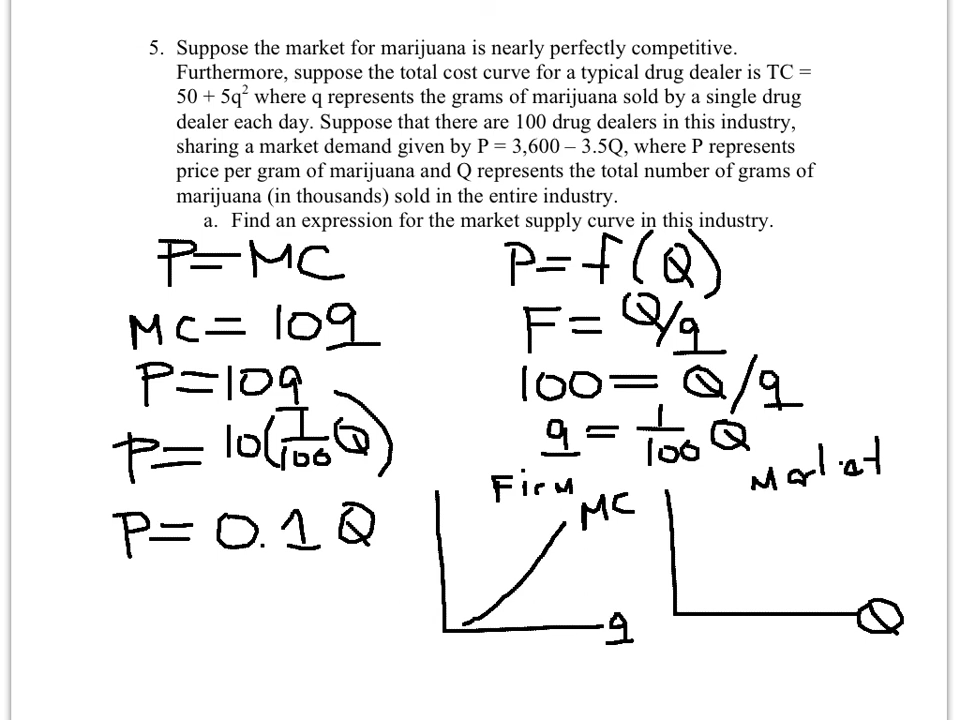 5. Suppose the market for marijuana is nearly perfectly competitive.
Furthermore, suppose the total cost curve for a typical drug dealer is TC =
50 + 5q² where q represents the grams of marijuana sold by a single drug
dealer each day. Suppose that there are 100 drug dealers in this industry,
sharing a market demand given by P = 3,600 – 3.5Q, where P represents
price per gram of marijuana and Q represents the total number of grams of
marijuana (in thousands) sold in the entire industry.
a. Find an expression for the market supply curve in this industry.
P=MC
MC= 10q
P=10q
P= 10(1/100 Q)
P= 0.1Q
P=f(Q)
F= Q/q
100= Q/q
q = 1/100 Q
Firm
MC
q
Market
Q